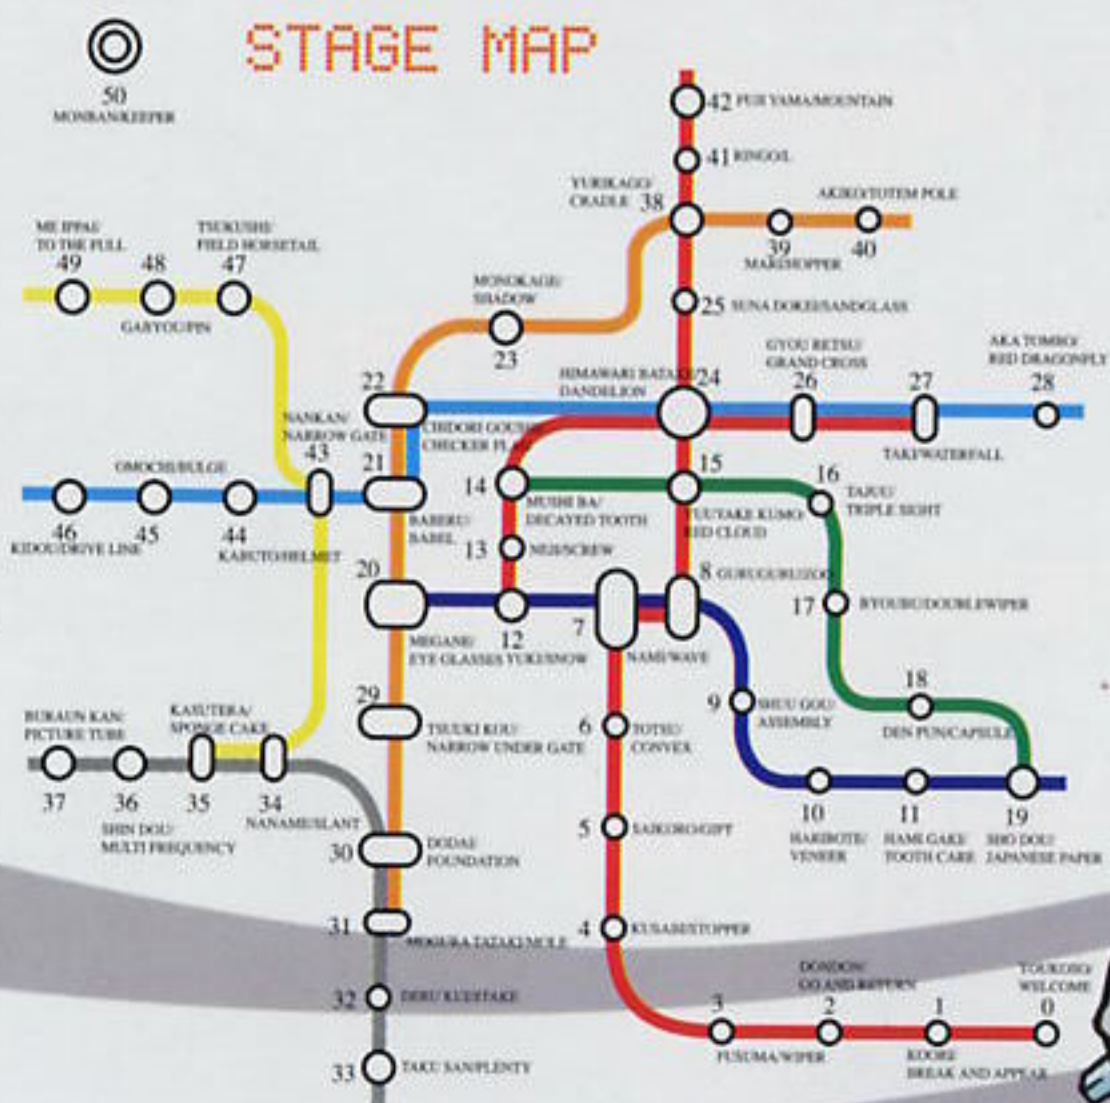 STAGE MAP
50
MONBAN/KEEPER
42 FUJI YAMA/MOUNTAIN
41 RINGO/L
YURIKAGO/
CRADLE 38
AKIKO/TOTEM POLE
39
40
MARI/HOPPER
ME IPPAI/
TO THE FULL
49
48
GABYOU/PIN
TSUKUSHI/
FIELD HORSETAIL
47
MONOKAGE/
SHADOW
23
25 SUNA DOKEI/SANDGLASS
HIMAWARI BATAKE/
DANDELION
24
GYOU RETSU/
GRAND CROSS
26
27
TAKI/WATERFALL
AKA TOMBO/
RED DRAGONFLY
28
22
CHIDORI GOUSHI/
CHECKER FLAG
NANKAN/
NARROW GATE
43
21
BABERU/
BABEL
OMOCHI/BULGE
46
45
44
KIDOU/DRIVE LINE
KABUTO/HELMET
14
MUSHI BA/
DECAYED TOOTH
15
YUUYAKE KUMO/
RED CLOUD
16
TAJUU/
TRIPLE SIGHT
13 NEJI/SCREW
20
MEGANE/
EYE GLASSES
12
YUKI/SNOW
7
NAMI/WAVE
8 GURUGURU/ZOO
17 BYOUBU/DOUBLEWIPER
18
DEN PUN/CAPSULE
9 SHUU GOU/
ASSEMBLY
29
TSUUKI KOU/
NARROW UNDER GATE
6 TOTSU/
CONVEX
10
HARIBOTE/
VENEER
11
HAMI GAKI/
TOOTH CARE
19
SHO DOU/
JAPANESE PAPER
BURAUN KAN/
PICTURE TUBE
37
36
SHIN DOU/
MULTI FREQUENCY
KASUTERA/
SPONGE CAKE
35
34
NANAME/SLANT
5 SAIKORO/GIFT
30 DODAI/
FOUNDATION
31
MOGURA TATAKI/MOLE
4 KUSABI/STOPPER
32 DERU KUI/STAKE
33 TAKU SAN/PLENTY
3
FUSUMA/WIPER
DONDON/
GO AND RETURN
2
1
KOORI/
BREAK AND APPEAR
YOUKOSO/
WELCOME
0